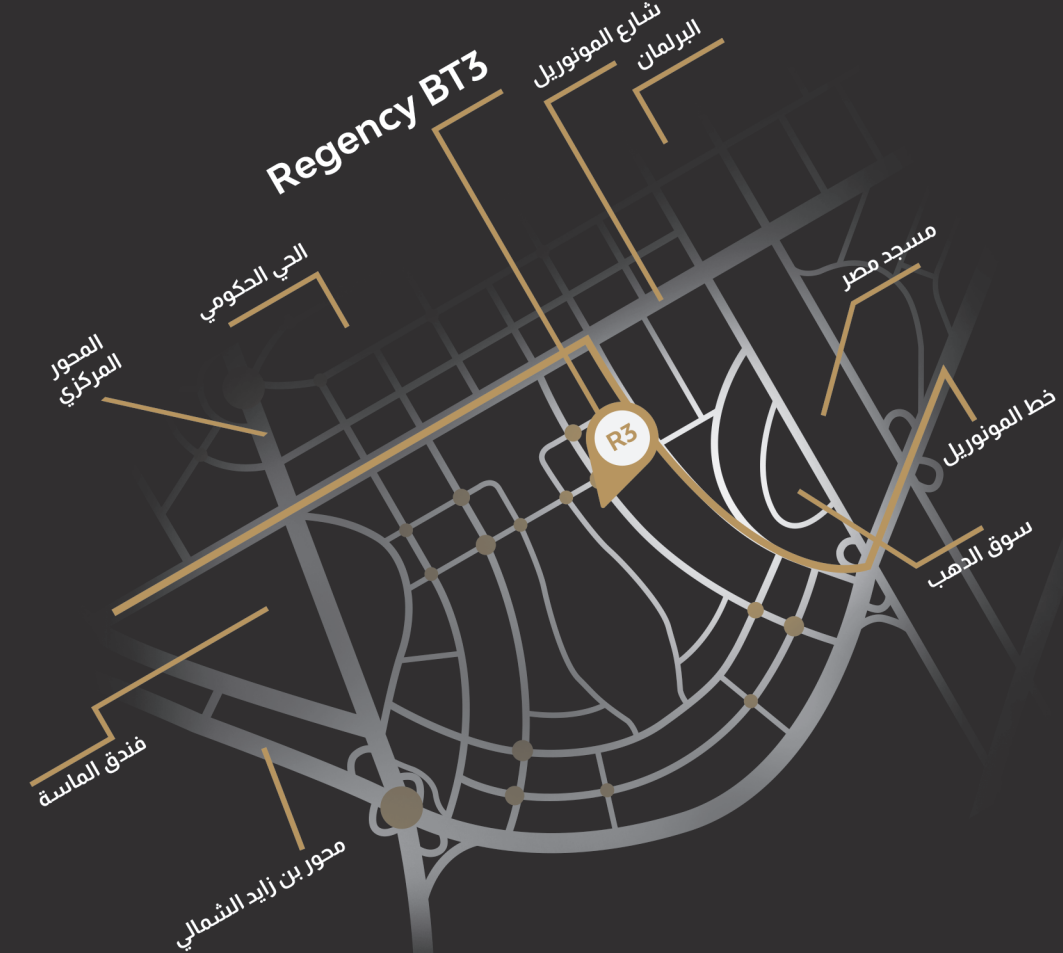 شارع المونوريل
البرلمان
Regency BT3
الحي الحكومي
مسجد مصر
المحور
المركزي
خط المونوريل
R3
سوق الدهب
فندق الماسة
محور بن زايد الشمالي